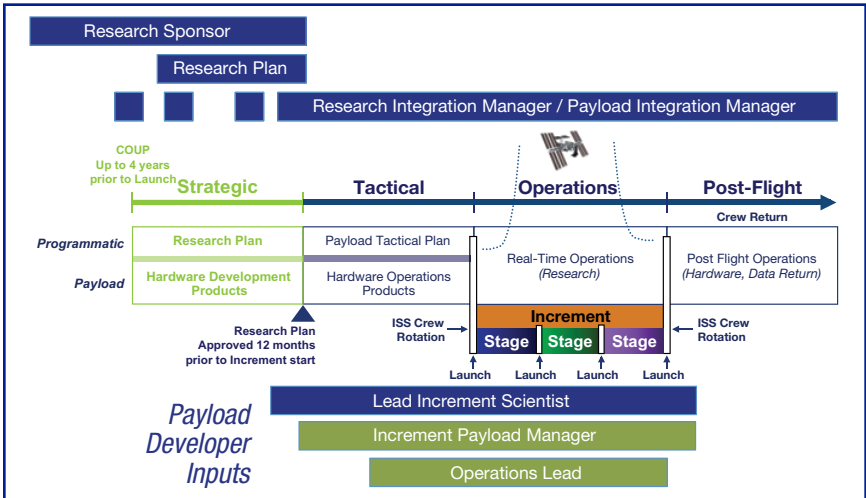 Research Sponsor
Research Plan
Research Integration Manager / Payload Integration Manager
COUP
Up to 4 years
prior to Launch
Strategic
Tactical
Operations
Post-Flight
Crew Return
Programmatic
Research Plan
Payload Tactical Plan
Real-Time Operations
(Research)
Post Flight Operations
(Hardware, Data Return)
Payload
Hardware Development
Products
Hardware Operations
Products
Research Plan
Approved 12 months
prior to Increment start
ISS Crew
Rotation
Increment
Stage
Stage
Stage
ISS Crew
Rotation
Launch
Launch
Launch
Launch
Payload
Developer
Inputs
Lead Increment Scientist
Increment Payload Manager
Operations Lead